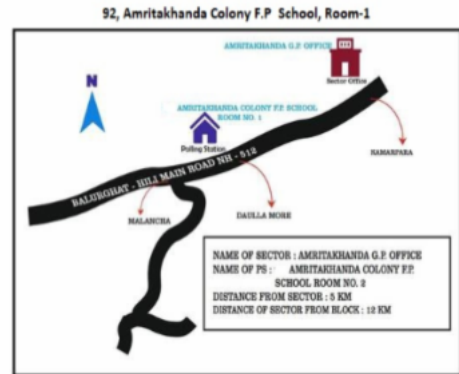 92, Amritakhanda Colony F.P School, Room-1
AMRITAKHANDA G.P. OFFICE
Sector Office
N
AMRITAKHANDA COLONY F.P. SCHOOL
ROOM NO. 1
Polling Station
KAMARPARA
BALURGHAT - HILI MAIN ROAD NH - 512
MALANCHA
DAULLA MORE
NAME OF SECTOR : AMRITAKHANDA G.P. OFFICE
NAME OF PS : AMRITAKHANDA COLONY F.P.
SCHOOL ROOM NO. 2
DISTANCE FROM SECTOR : 5 KM
DISTANCE OF SECTOR FROM BLOCK : 12 KM